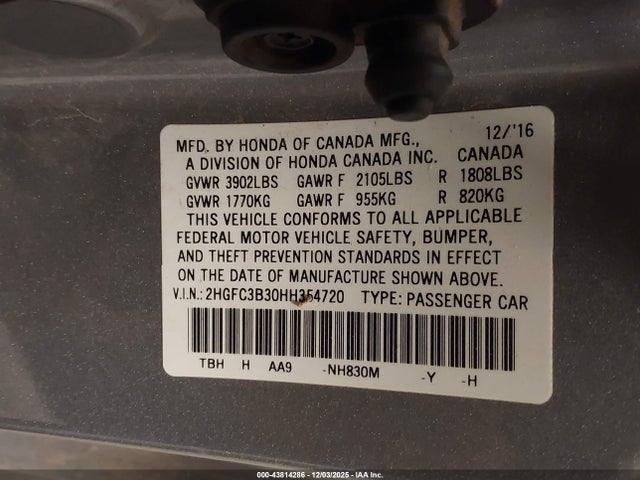 MFD. BY HONDA OF CANADA MFG., 12/'16
A DIVISION OF HONDA CANADA INC. CANADA
GVWR 3902LBS GAWR F 2105LBS R 1808LBS
GVWR 1770KG GAWR F 955KG R 820KG
THIS VEHICLE CONFORMS TO ALL APPLICABLE
FEDERAL MOTOR VEHICLE SAFETY, BUMPER,
AND THEFT PREVENTION STANDARDS IN EFFECT
ON THE DATE OF MANUFACTURE SHOWN ABOVE.
V.I.N.: 2HGFC3B30HH354720 TYPE: PASSENGER CAR
TBH H AA9 -NH830M -Y -H
000-43814286 - 12/03/2025 - IAA Inc.